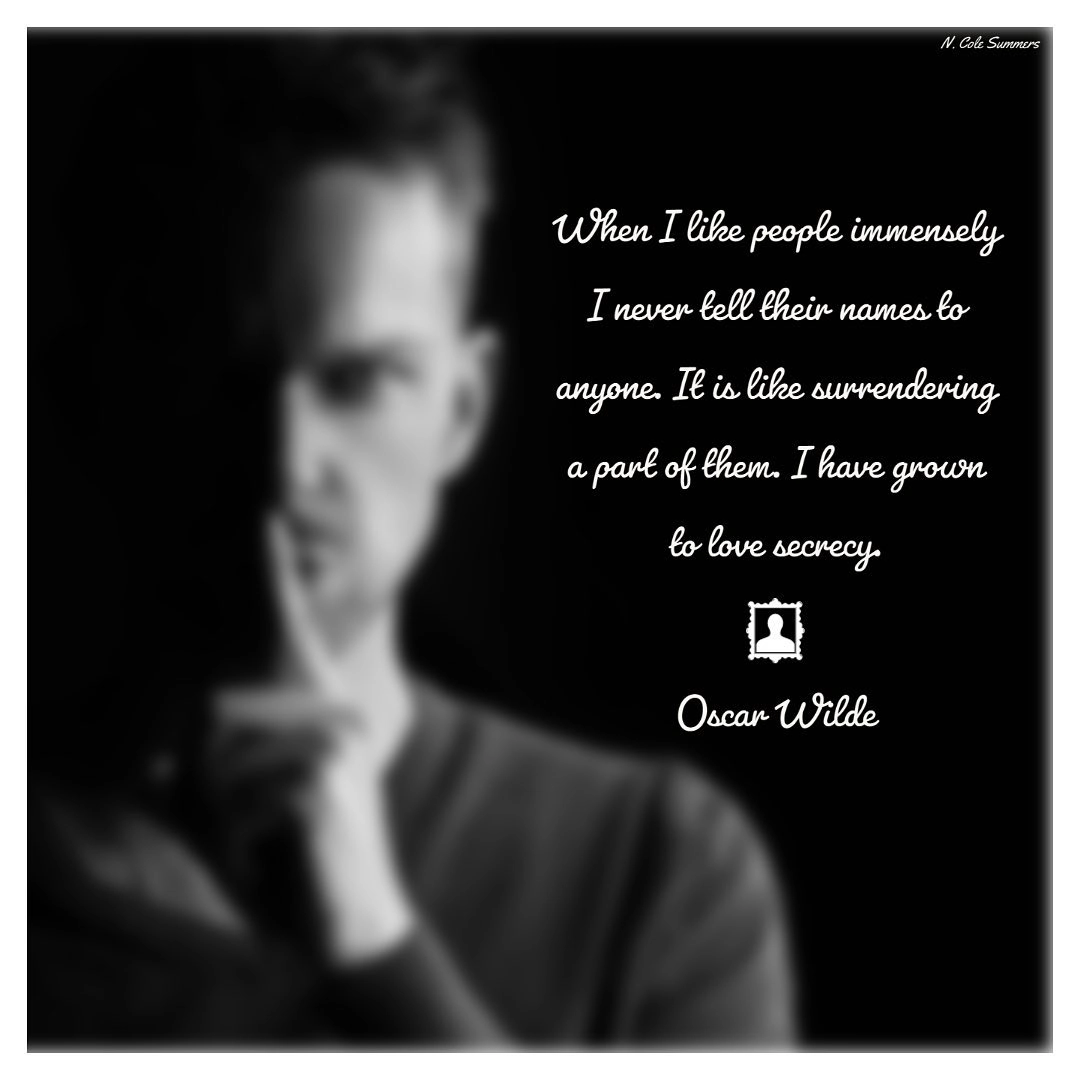 N. Cole Summers
When I like people immensely
I never tell their names to
anyone. It is like surrendering
a part of them. I have grown
to love secrecy.
Oscar Wilde